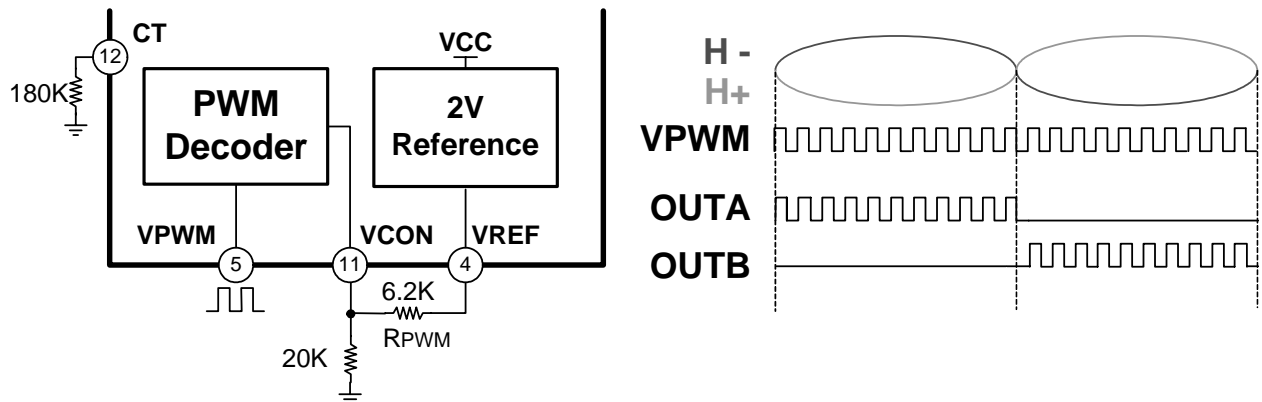 CT
12
180K
PWM
Decoder
VCC
2V
Reference
VPWM
VCON
VREF
5
11
4
6.2K
RPWM
20K
H -
H+
VPWM
OUTA
OUTB